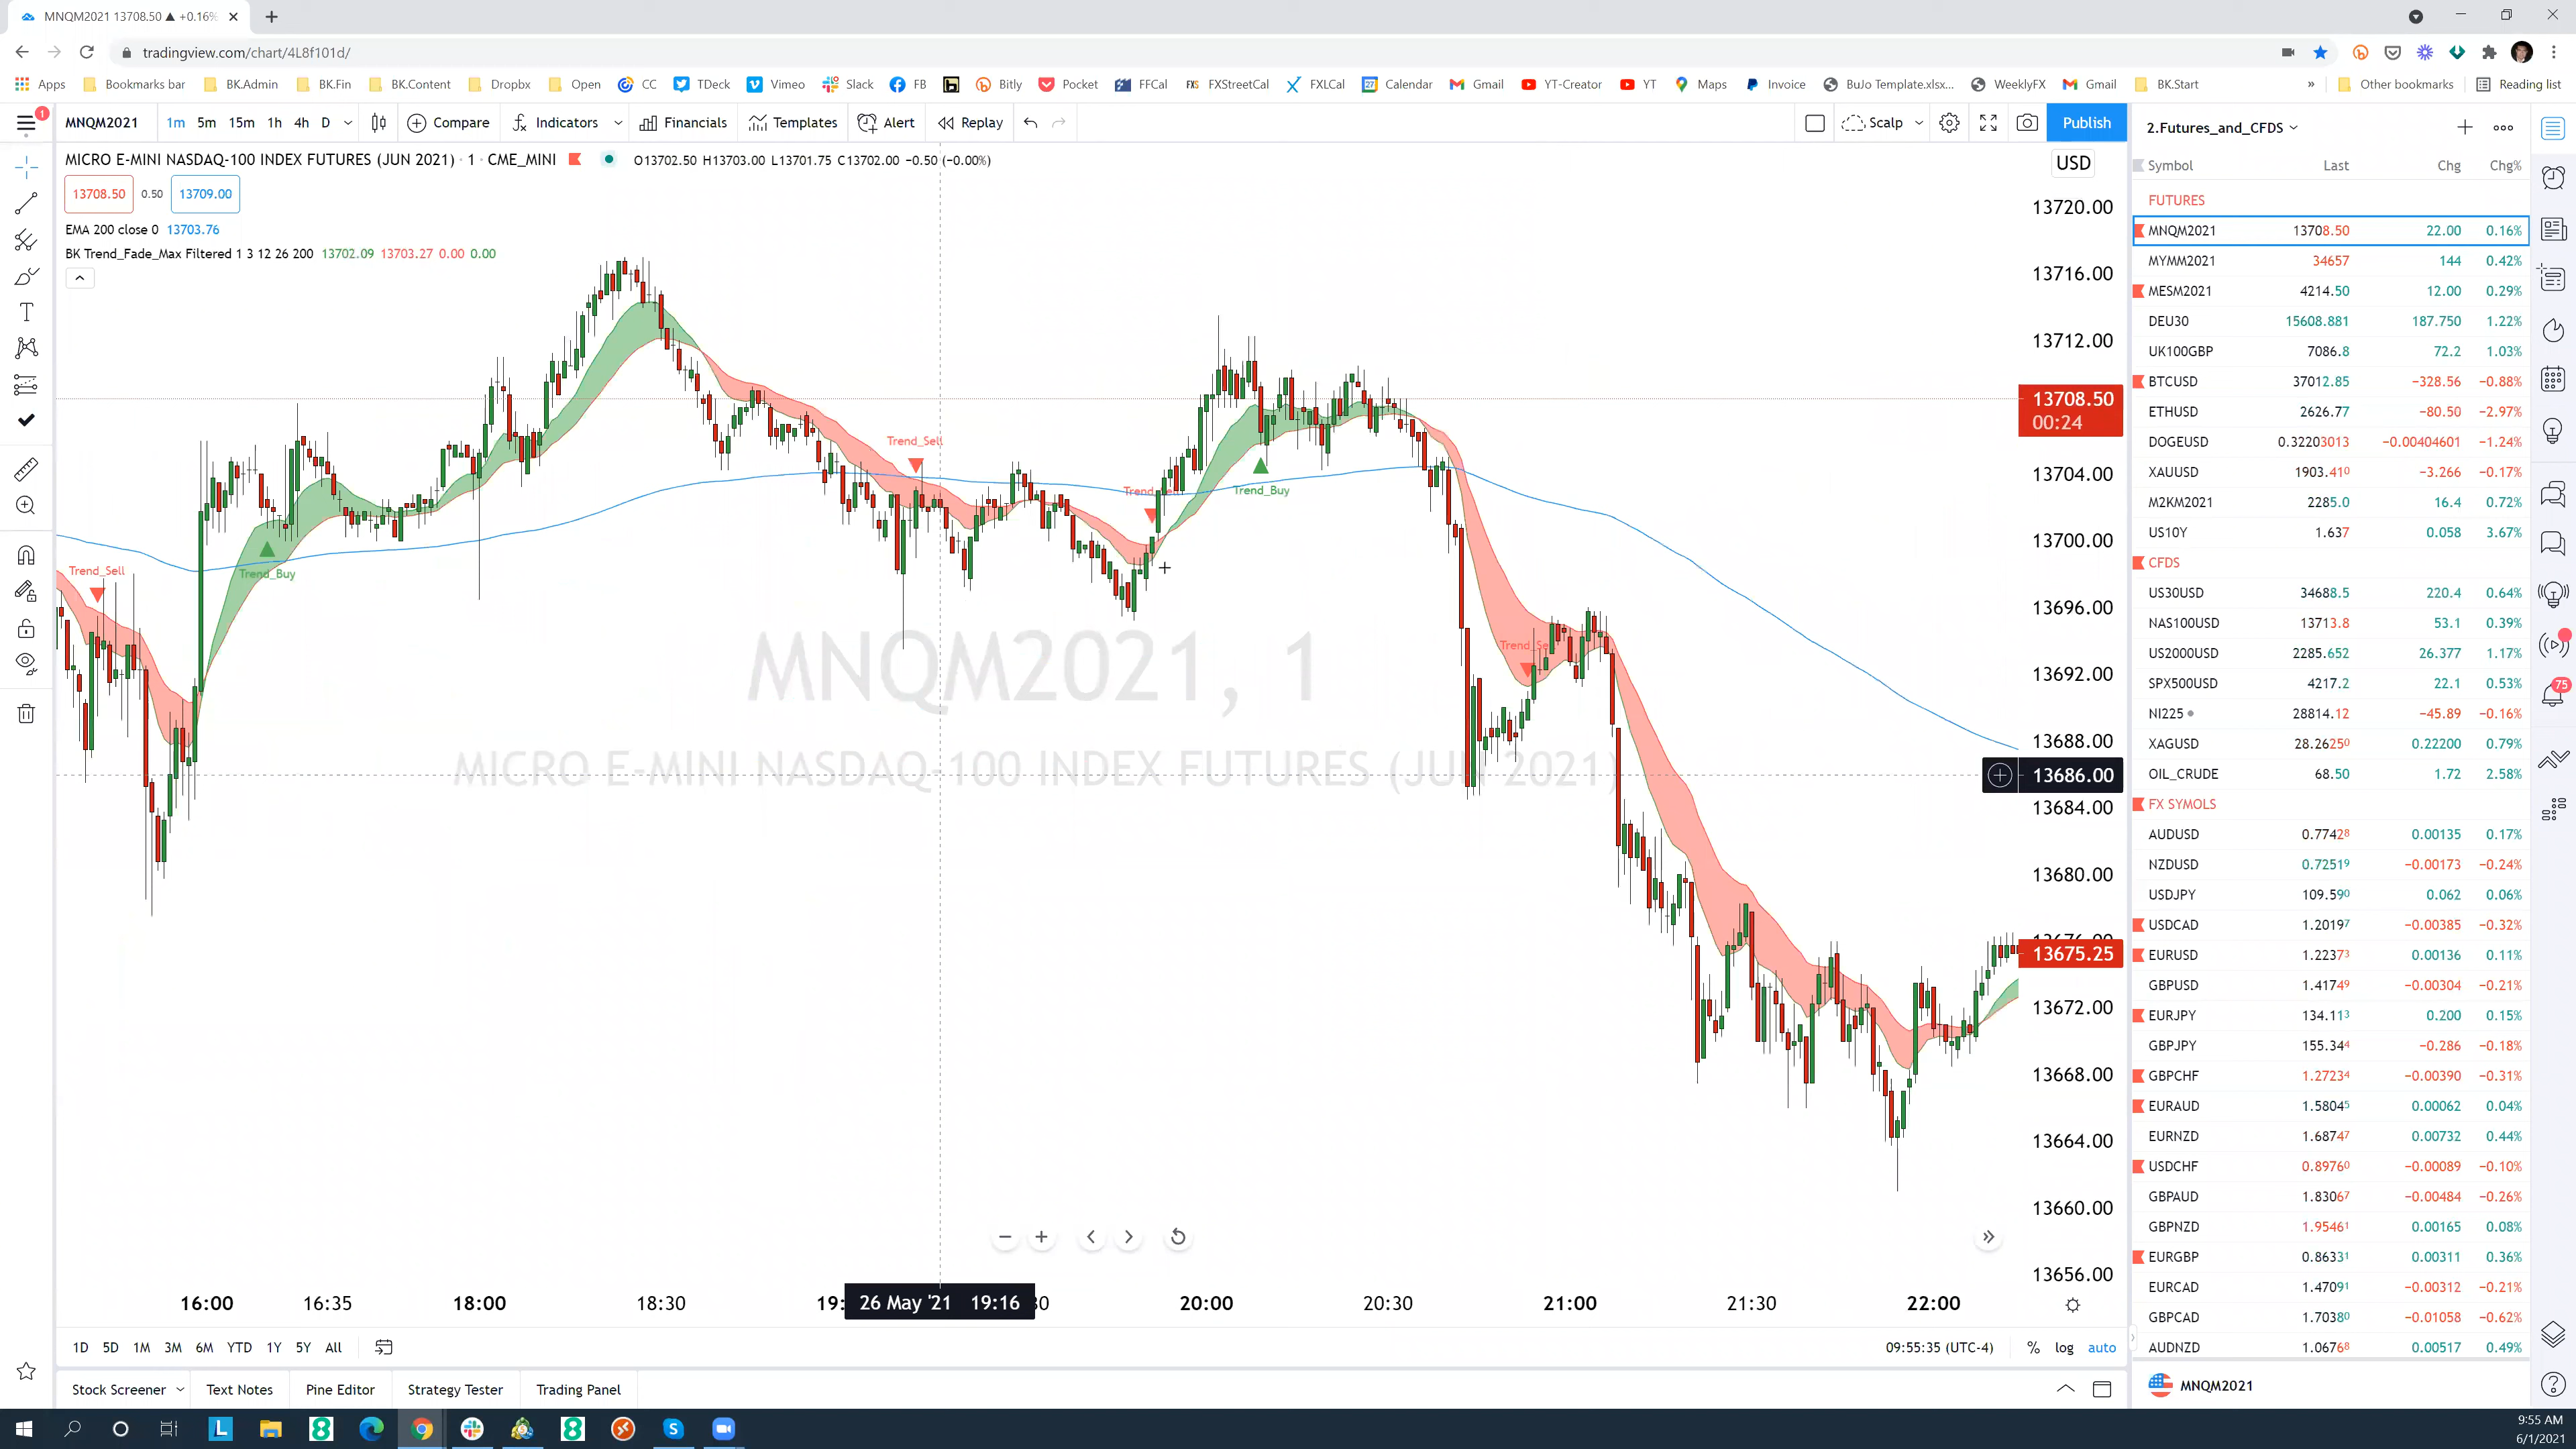 MNQM2021 13708.50 ▲ +0.16%
tradingview.com/chart/4L8f101d/
Apps Bookmarks bar BK.Admin BK.Fin BK.Content Dropbx Open CC TDeck Vimeo Slack FB Bitly Pocket FFCal FXS FXStreetCal FXLCal Calendar Gmail YT-Creator YT Maps Invoice BuJo Template.xlsx... WeeklyFX Gmail BK.Start » Other bookmarks Reading list
1 MNQM2021 1m 5m 15m 1h 4h D Compare Indicators Financials Templates Alert Replay Scalp Publish
MICRO E-MINI NASDAQ-100 INDEX FUTURES (JUN 2021) · 1 · CME_MINI O13702.50 H13703.00 L13701.75 C13702.00 −0.50 (−0.00%)
13708.50 0.50 13709.00
EMA 200 close 0 13703.76
BK Trend_Fade_Max Filtered 1 3 12 26 200 13702.09 13703.27 0.00 0.00
Trend_Sell
Trend_Buy
Trend_Sell
Trend_Buy
MNQM2021, 1
MICRO E-MINI NASDAQ-100 INDEX FUTURES (JUN 2021)
USD
13720.00
13716.00
13712.00
13708.50
00:24
13704.00
13700.00
13696.00
13692.00
13688.00
13686.00
13684.00
13680.00
13675.25
13672.00
13668.00
13664.00
13660.00
13656.00
16:00 16:35 18:00 18:30 26 May '21 19:16 20:00 20:30 21:00 21:30 22:00
1D 5D 1M 3M 6M YTD 1Y 5Y All 09:55:35 (UTC-4) % log auto
Stock Screener Text Notes Pine Editor Strategy Tester Trading Panel
2.Futures_and_CFDS
Symbol Last Chg Chg%
FUTURES
MNQM2021 13708.50 22.00 0.16%
MYMM2021 34657 144 0.42%
MESM2021 4214.50 12.00 0.29%
DEU30 15608.881 187.750 1.22%
UK100GBP 7086.8 72.2 1.03%
BTCUSD 37012.85 −328.56 −0.88%
ETHUSD 2626.77 −80.50 −2.97%
DOGEUSD 0.32203013 −0.00404601 −1.24%
XAUUSD 1903.410 −3.266 −0.17%
M2KM2021 2285.0 16.4 0.72%
US10Y 1.637 0.058 3.67%
CFDS
US30USD 34688.5 220.4 0.64%
NAS100USD 13713.8 53.1 0.39%
US2000USD 2285.652 26.377 1.17%
SPX500USD 4217.2 22.1 0.53%
NI225 28814.12 −45.89 −0.16%
XAGUSD 28.26250 0.22200 0.79%
OIL_CRUDE 68.50 1.72 2.58%
FX SYMOLS
AUDUSD 0.77428 0.00135 0.17%
NZDUSD 0.72519 −0.00173 −0.24%
USDJPY 109.590 0.062 0.06%
USDCAD 1.20197 −0.00385 −0.32%
EURUSD 1.22373 0.00136 0.11%
GBPUSD 1.41749 −0.00304 −0.21%
EURJPY 134.113 0.200 0.15%
GBPJPY 155.344 −0.286 −0.18%
GBPCHF 1.27234 −0.00390 −0.31%
EURAUD 1.58045 0.00062 0.04%
EURNZD 1.68747 0.00732 0.44%
USDCHF 0.89760 −0.00089 −0.10%
GBPAUD 1.83067 −0.00484 −0.26%
GBPNZD 1.95461 0.00165 0.08%
EURGBP 0.86331 0.00311 0.36%
EURCAD 1.47091 −0.00312 −0.21%
GBPCAD 1.70380 −0.01058 −0.62%
AUDNZD 1.06768 0.00517 0.49%
MNQM2021
75
9:55 AM
6/1/2021